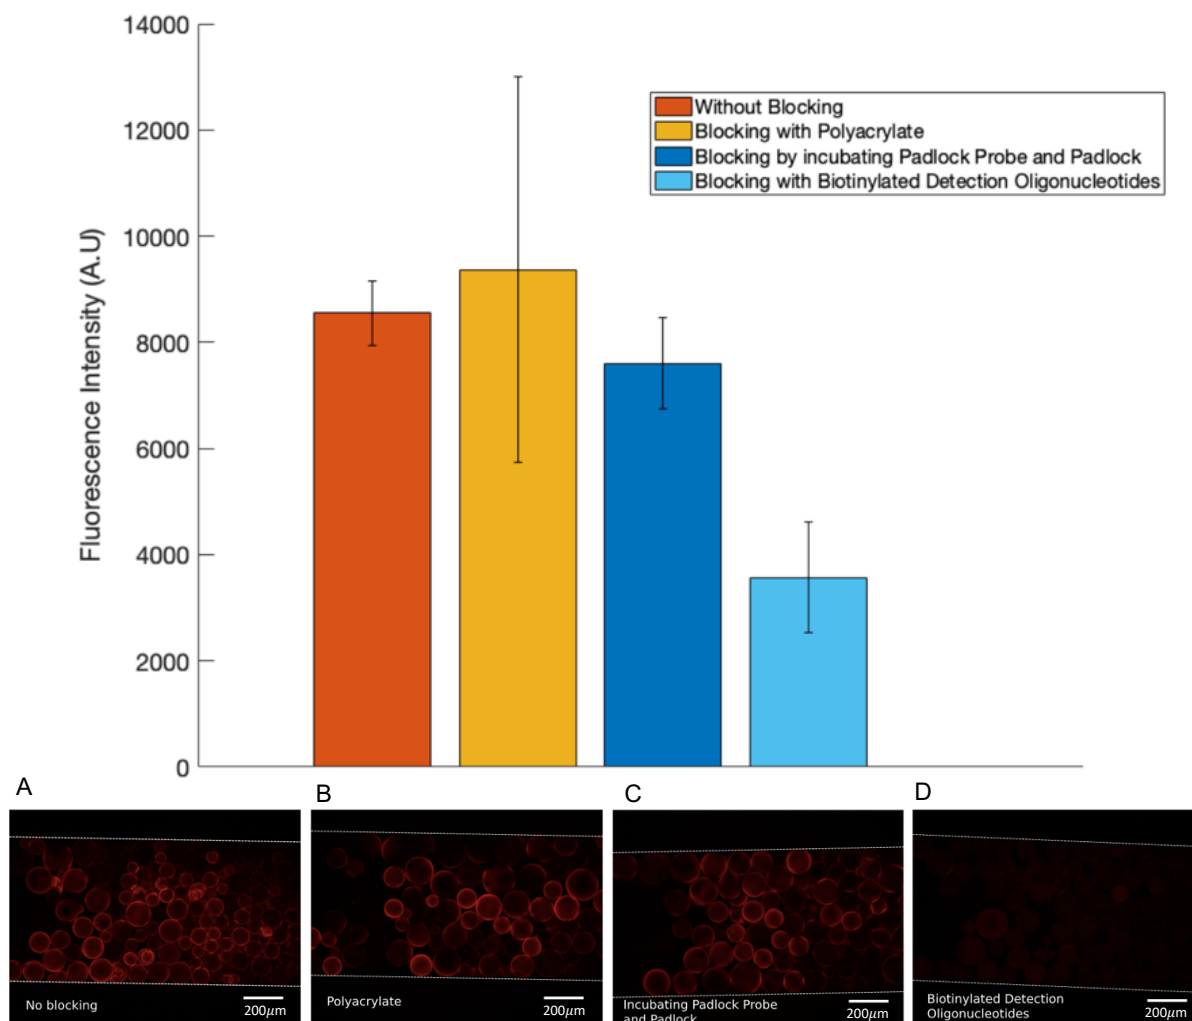 14000
12000
10000
8000
6000
4000
2000
0
Fluorescence Intensity (A.U)
Without Blocking
Blocking with Polyacrylate
Blocking by incubating Padlock Probe and Padlock
Blocking with Biotinylated Detection Oligonucleotides
A
B
C
D
No blocking
200μm
Polyacrylate
200μm
Incubating Padlock Probe
and Padlock
200μm
Biotinylated Detection
Oligonucleotides
200μm